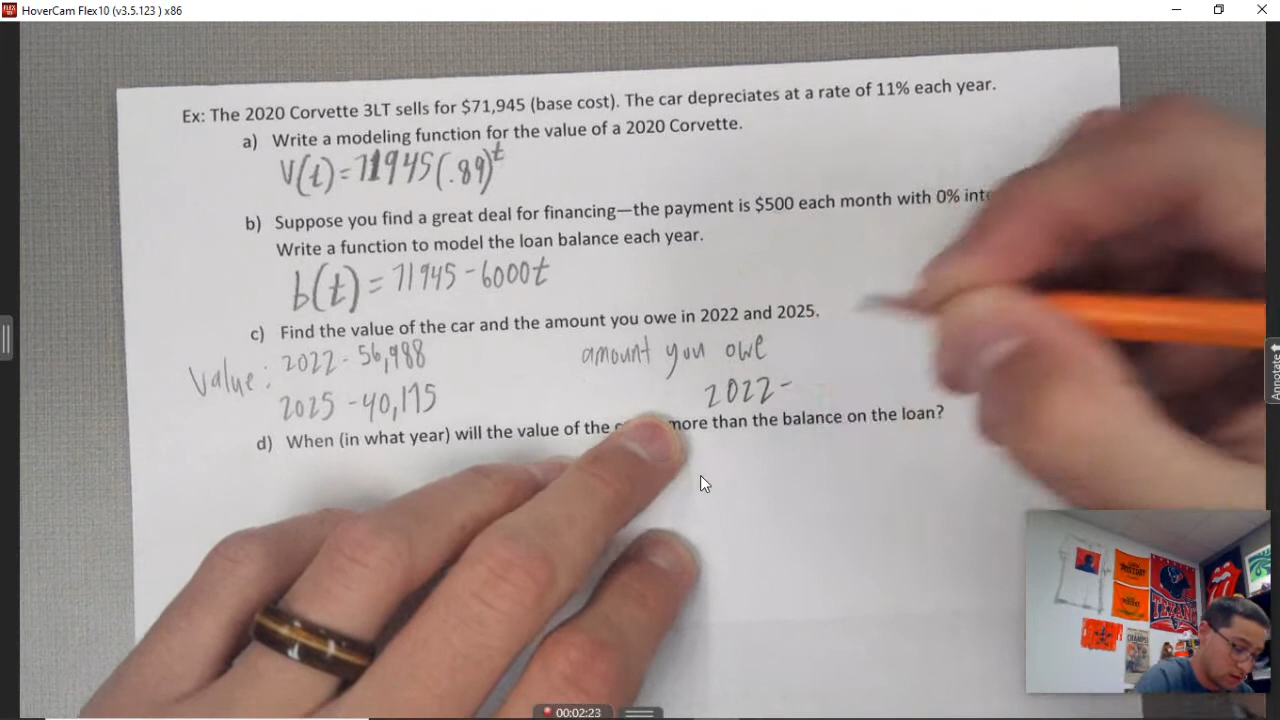 HoverCam Flex10 (v3.5.123) x86
Ex: The 2020 Corvette 3LT sells for $71,945 (base cost). The car depreciates at a rate of 11% each year.
a) Write a modeling function for the value of a 2020 Corvette.
V(t)=71945(.89)^t
b) Suppose you find a great deal for financing—the payment is $500 each month with 0%
Write a function to model the loan balance each year.
b(t)=71945-6000t
c) Find the value of the car and the amount you owe in 2022 and 2025.
Value: 2022-56,988 amount you owe
2025-40,175 2022-
d) When (in what year) will the value of the more than the balance on the loan?
Annotate
TEXANS
00:02:23